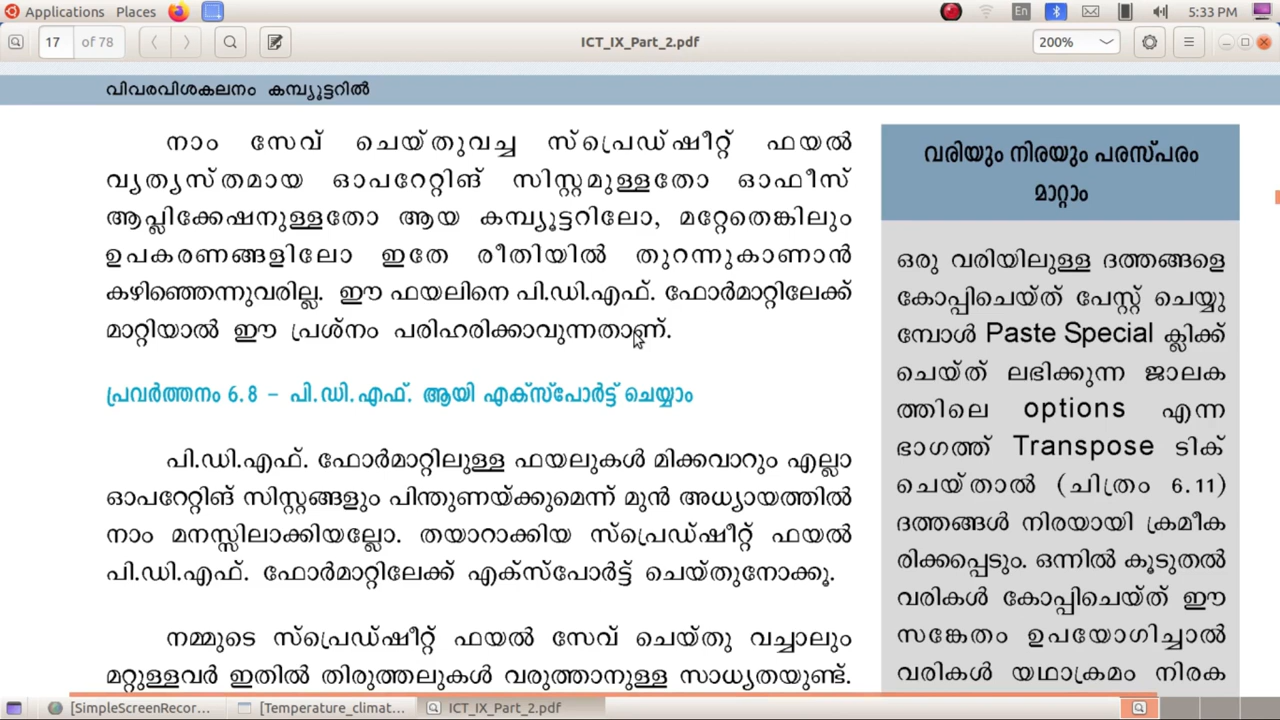 Applications Places En 5:33 PM
17 of 78 ICT_IX_Part_2.pdf 200%
വിവരവിശകലനം കമ്പ്യൂട്ടറിൽ
നാം സേവ് ചെയ്തുവച്ച സ്പ്രെഡ്ഷീറ്റ് ഫയൽ
വ്യത്യസ്തമായ ഓപറേറ്റിങ് സിസ്റ്റമുള്ളതോ ഓഫീസ്
ആപ്ലിക്കേഷനുള്ളതോ ആയ കമ്പ്യൂട്ടറിലോ, മറ്റേതെങ്കിലും
ഉപകരണങ്ങളിലോ ഇതേ രീതിയിൽ തുറന്നുകാണാൻ
കഴിഞ്ഞെന്നുവരില്ല. ഈ ഫയലിനെ പി.ഡി.എഫ്. ഫോർമാറ്റിലേക്ക്
മാറ്റിയാൽ ഈ പ്രശ്നം പരിഹരിക്കാവുന്നതാണ്.
പ്രവർത്തനം 6.8 – പി.ഡി.എഫ്. ആയി എക്സ്പോർട്ട് ചെയ്യാം
പി.ഡി.എഫ്. ഫോർമാറ്റിലുള്ള ഫയലുകൾ മിക്കവാറും എല്ലാ
ഓപറേറ്റിങ് സിസ്റ്റങ്ങളും പിന്തുണയ്ക്കുമെന്ന് മുൻ അധ്യായത്തിൽ
നാം മനസ്സിലാക്കിയല്ലോ. തയാറാക്കിയ സ്പ്രെഡ്ഷീറ്റ് ഫയൽ
പി.ഡി.എഫ്. ഫോർമാറ്റിലേക്ക് എക്സ്പോർട്ട് ചെയ്തുനോക്കൂ.
നമ്മുടെ സ്പ്രെഡ്ഷീറ്റ് ഫയൽ സേവ് ചെയ്തു വച്ചാലും
മറ്റുള്ളവർ ഇതിൽ തിരുത്തലുകൾ വരുത്താനുള്ള സാധ്യതയുണ്ട്.
വരിയും നിരയും പരസ്പരം
മാറ്റാം
ഒരു വരിയിലുള്ള ദത്തങ്ങളെ
കോപ്പിചെയ്ത് പേസ്റ്റ് ചെയ്യു
മ്പോൾ Paste Special ക്ലിക്ക്
ചെയ്ത് ലഭിക്കുന്ന ജാലക
ത്തിലെ options എന്ന
ഭാഗത്ത് Transpose ടിക്
ചെയ്താൽ (ചിത്രം 6.11)
ദത്തങ്ങൾ നിരയായി ക്രമീക
രിക്കപ്പെടും. ഒന്നിൽ കൂടുതൽ
വരികൾ കോപ്പിചെയ്ത് ഈ
സങ്കേതം ഉപയോഗിച്ചാൽ
വരികൾ യഥാക്രമം നിരക
[SimpleScreenRecor... [Temperature_climat... ICT_IX_Part_2.pdf